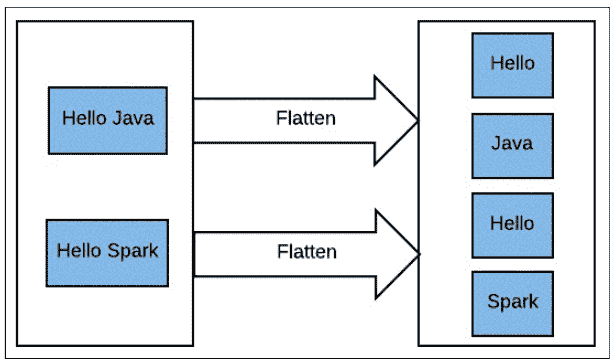 Hello Java
Flatten
Hello Spark
Flatten
Hello
Java
Hello
Spark